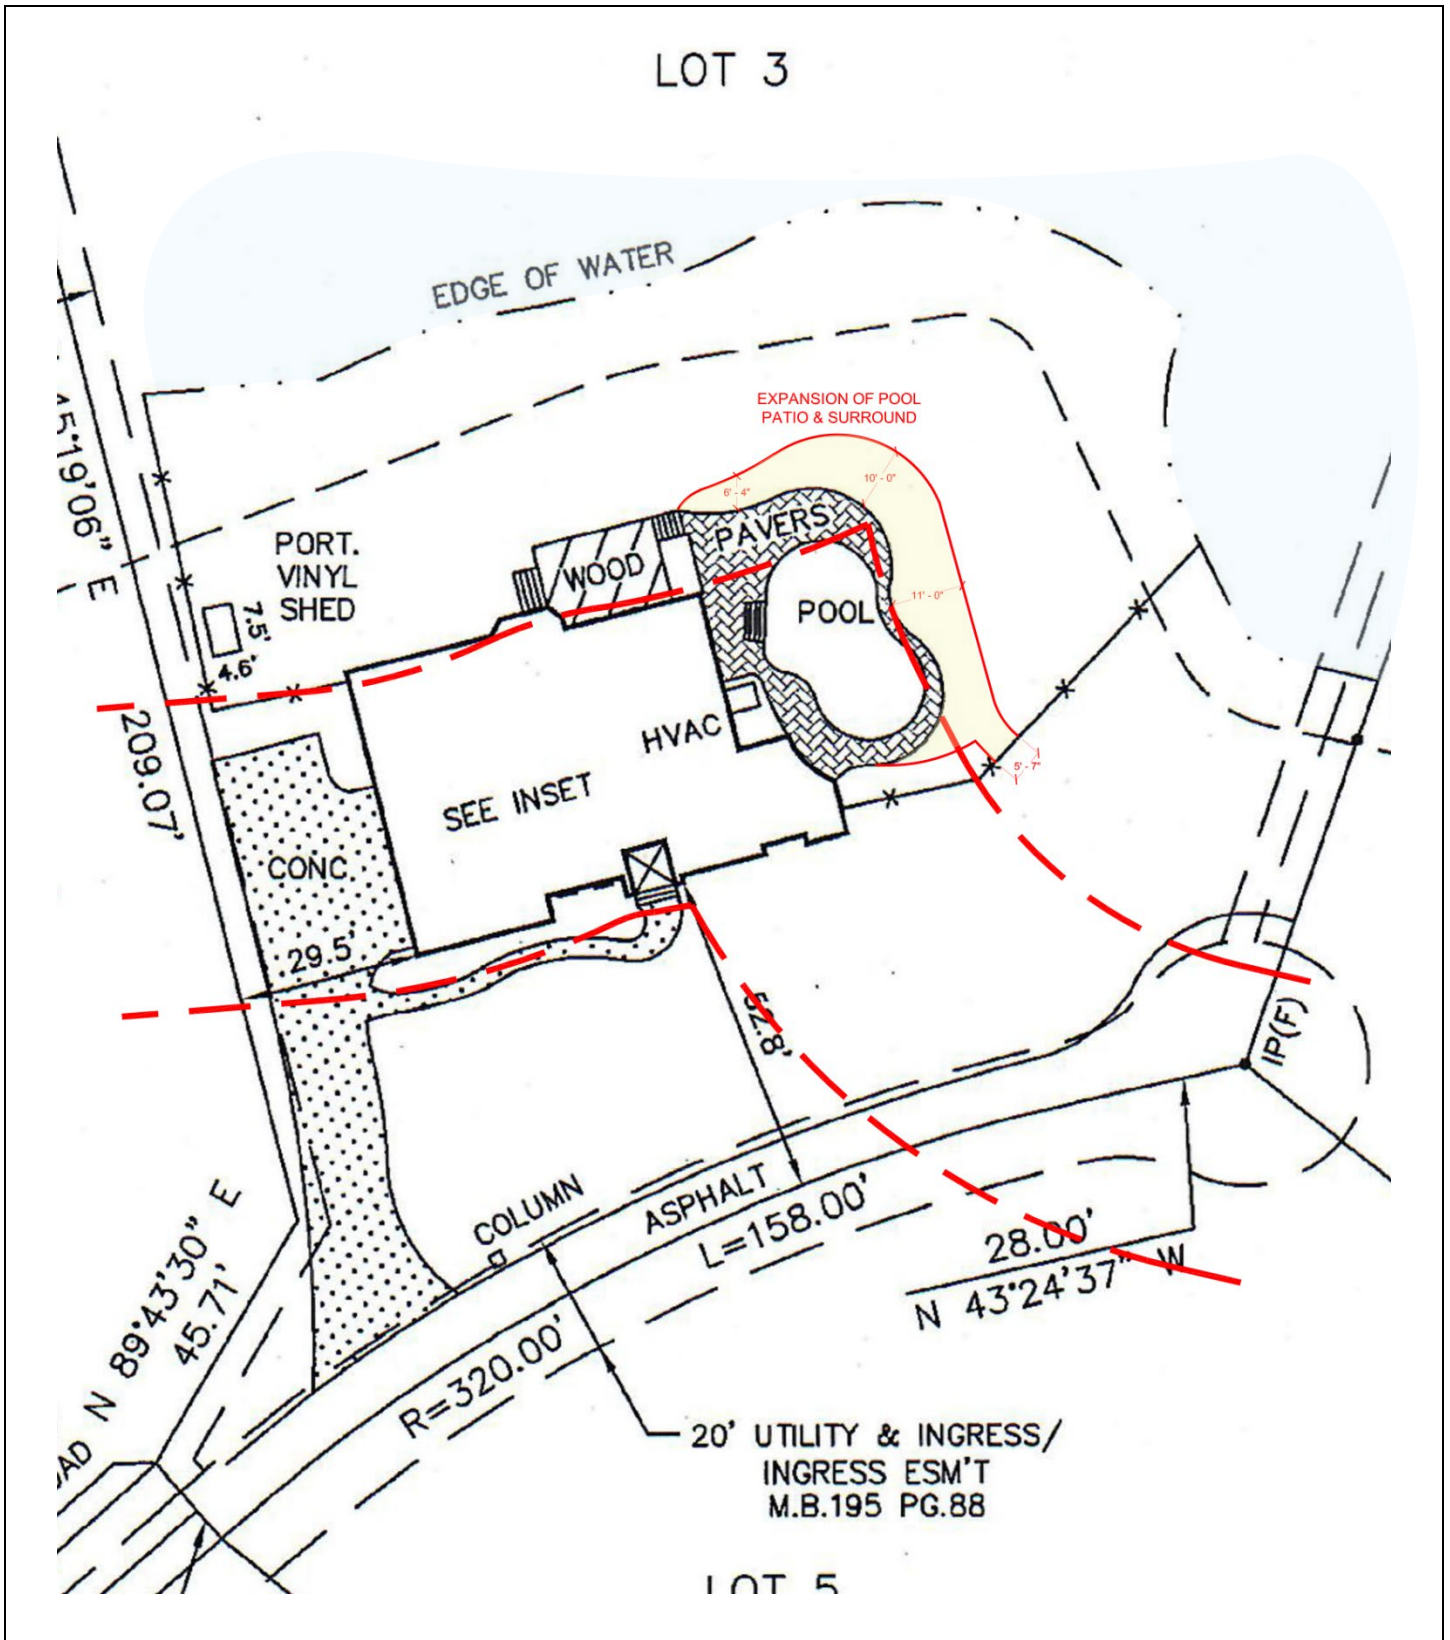 LOT 3
EDGE OF WATER
EXPANSION OF POOL
PATIO & SURROUND
6' - 4"
10' - 0"
11' - 0"
5' - 7"
45°19'06" E
209.07'
PORT.
VINYL
SHED
7.5'
4.6'
WOOD
PAVERS
POOL
HVAC
SEE INSET
CONC.
29.5'
52.8'
IP(F)
COLUMN
ASPHALT
L=158.00'
R=320.00'
28.00'
N 43°24'37" W
N 89°43'30" E
45.71'
20' UTILITY & INGRESS/
INGRESS ESM'T
M.B.195 PG.88
LOT 5